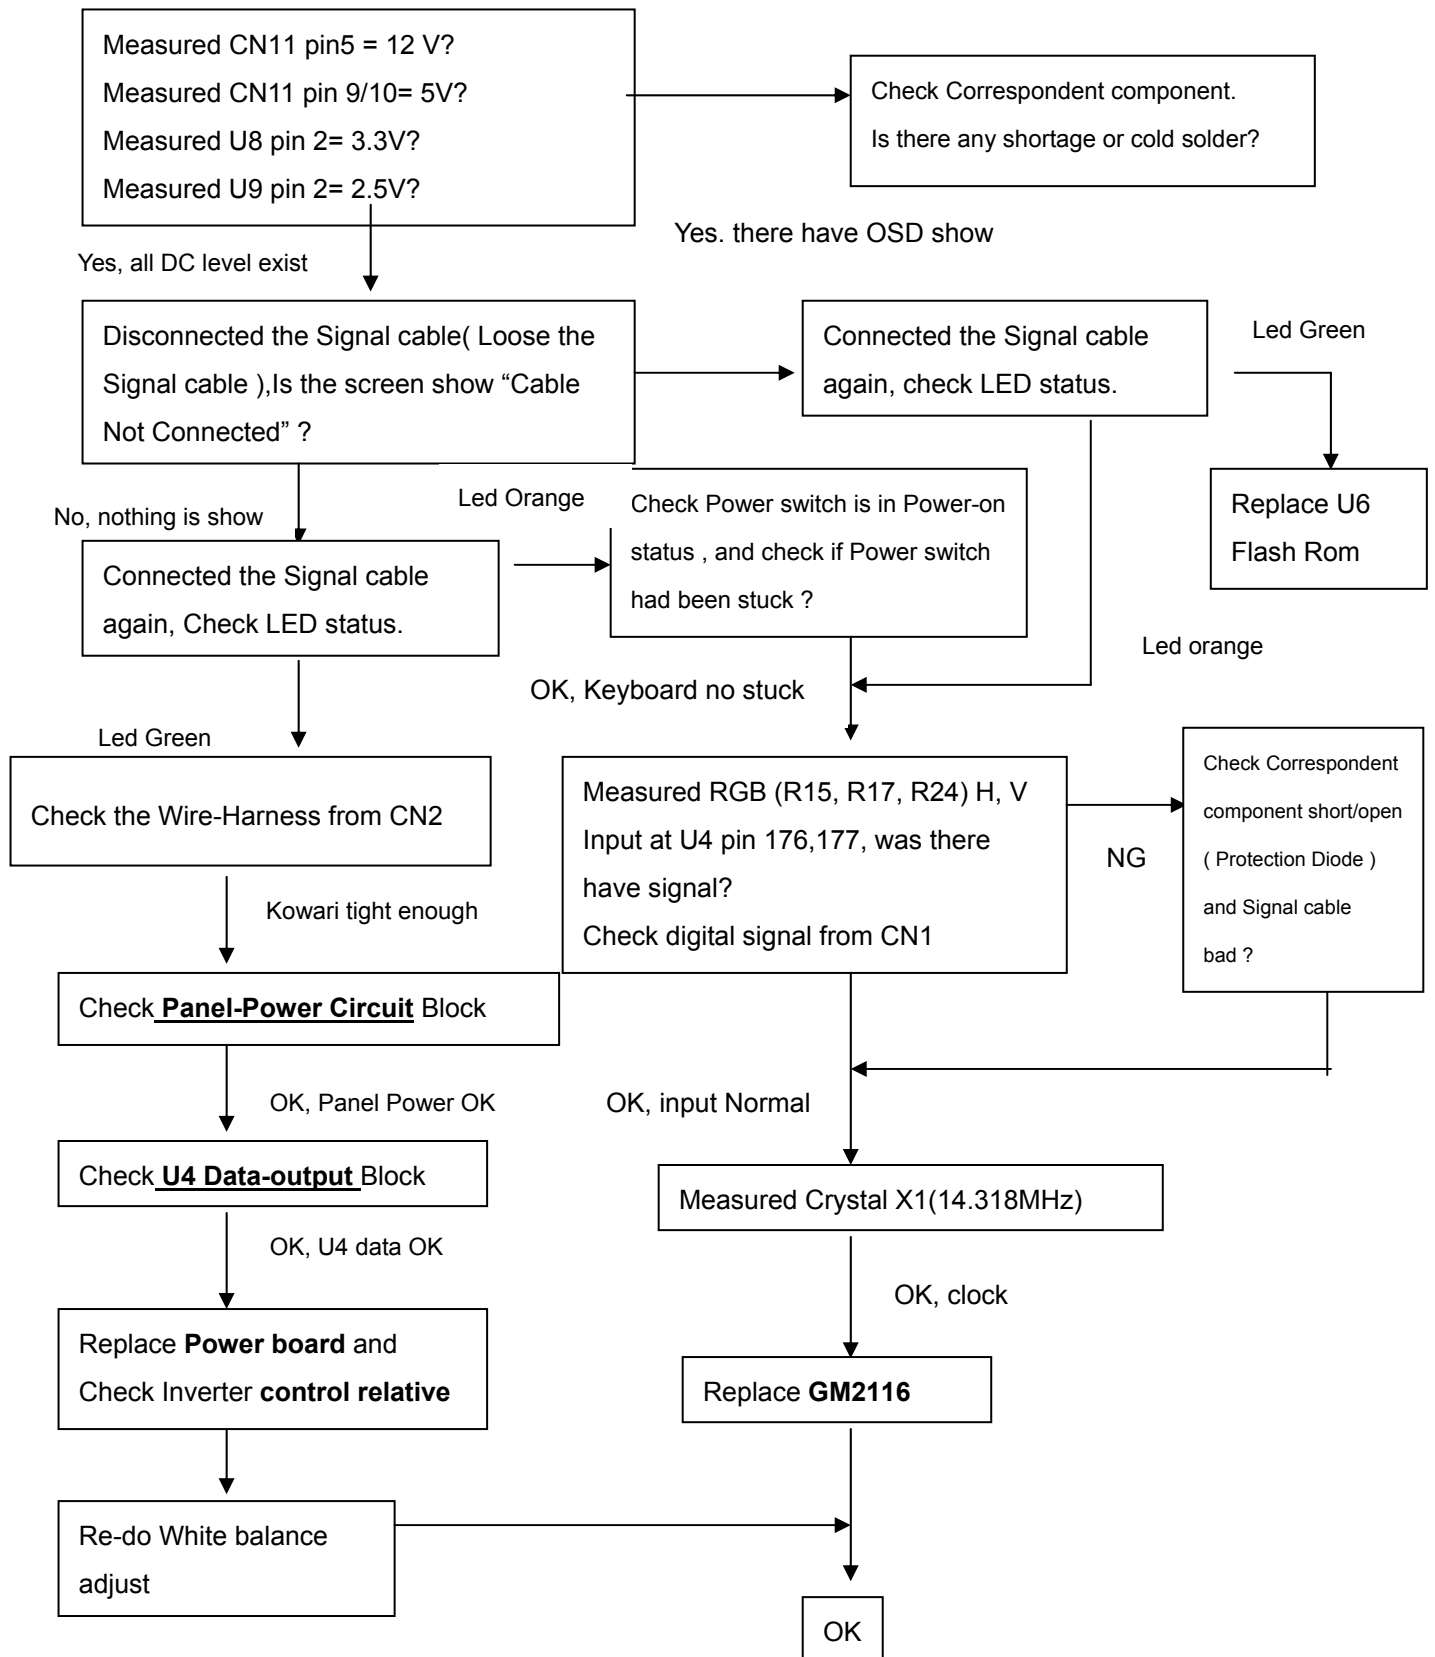 Measured CN11 pin5 = 12 V?
Measured CN11 pin 9/10= 5V?
Measured U8 pin 2= 3.3V?
Measured U9 pin 2= 2.5V?
Check Correspondent component.
Is there any shortage or cold solder?
Yes. there have OSD show
Yes, all DC level exist
Disconnected the Signal cable( Loose the
Signal cable ),Is the screen show “Cable
Not Connected” ?
Connected the Signal cable
again, check LED status.
Led Green
Replace U6
Flash Rom
No, nothing is show
Led Orange
Check Power switch is in Power-on
status , and check if Power switch
had been stuck ?
Connected the Signal cable
again, Check LED status.
Led orange
OK, Keyboard no stuck
Led Green
Check the Wire-Harness from CN2
Measured RGB (R15, R17, R24) H, V
Input at U4 pin 176,177, was there
have signal?
Check digital signal from CN1
NG
Check Correspondent
component short/open
( Protection Diode )
and Signal cable
bad ?
Kowari tight enough
Check Panel-Power Circuit Block
OK, Panel Power OK
OK, input Normal
Check U4 Data-output Block
Measured Crystal X1(14.318MHz)
OK, U4 data OK
OK, clock
Replace Power board and
Check Inverter control relative
Replace GM2116
Re-do White balance
adjust
OK